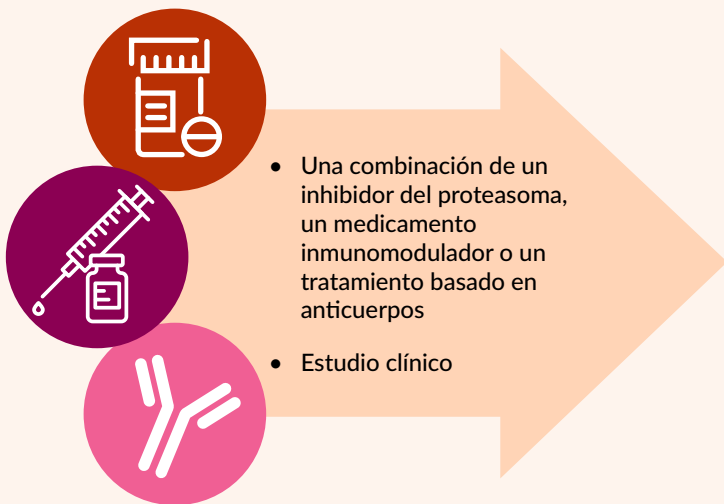 • Una combinación de un
inhibidor del proteasoma,
un medicamento
inmunomodulador o un
tratamiento basado en
anticuerpos
• Estudio clínico